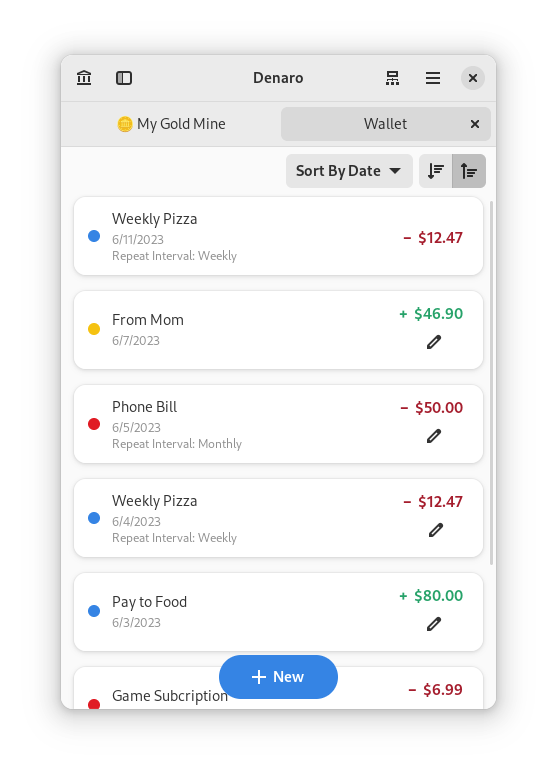 Denaro
My Gold Mine
Wallet
Sort By Date
Weekly Pizza
6/11/2023
Repeat Interval: Weekly
− $12.47
From Mom
6/7/2023
+ $46.90
Phone Bill
6/5/2023
Repeat Interval: Monthly
− $50.00
Weekly Pizza
6/4/2023
Repeat Interval: Weekly
− $12.47
Pay to Food
6/3/2023
+ $80.00
Game Subcription
− $6.99
New